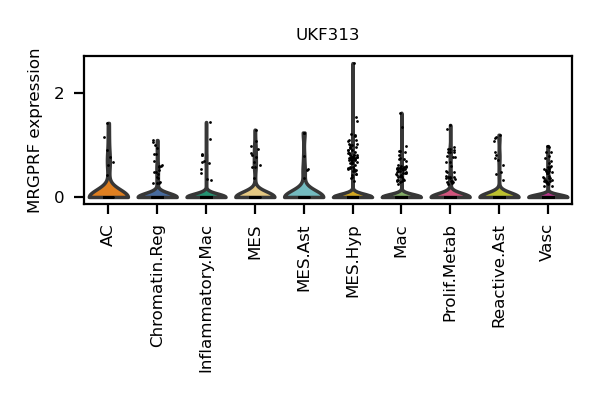 UKF313
MRGPRF expression
2
0
AC
Chromatin.Reg
Inflammatory.Mac
MES
MES.Ast
MES.Hyp
Mac
Prolif.Metab
Reactive.Ast
Vasc